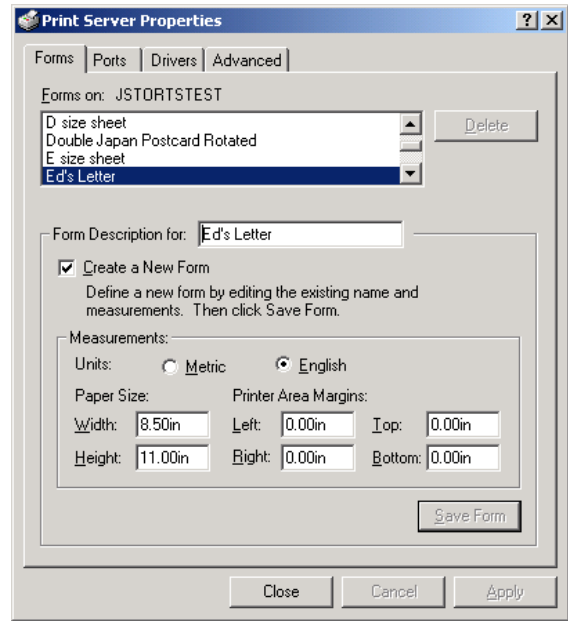 Print Server Properties
Forms Ports Drivers Advanced
Forms on: JSTORTSTEST
D size sheet
Double Japan Postcard Rotated
E size sheet
Ed's Letter
Delete
Form Description for: Ed's Letter
Create a New Form
Define a new form by editing the existing name and
measurements. Then click Save Form.
Measurements:
Units: Metric English
Paper Size: Printer Area Margins:
Width: 8.50in Left: 0.00in Top: 0.00in
Height: 11.00in Right: 0.00in Bottom: 0.00in
Save Form
Close Cancel Apply